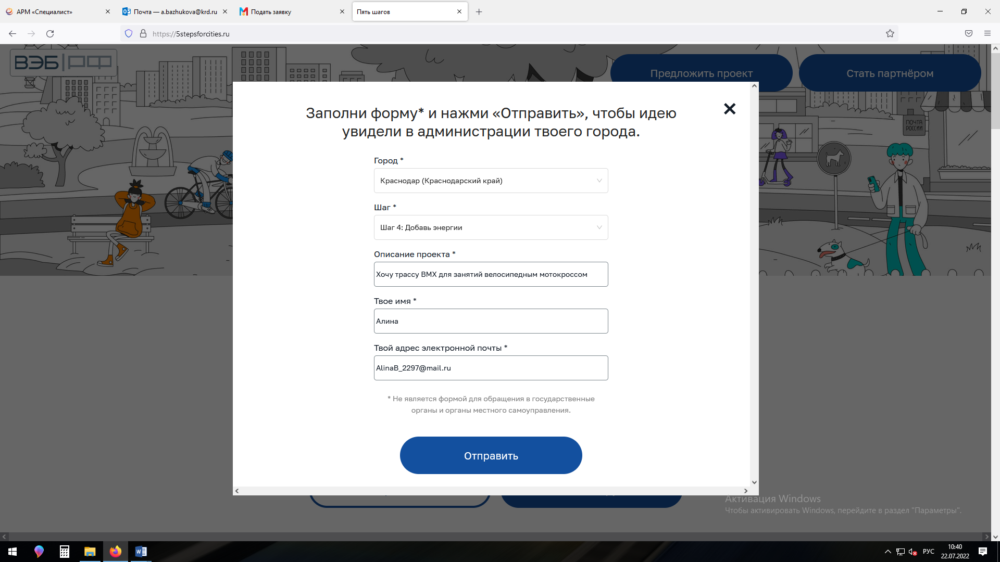 АРМ «Специалист»
Почта — a.bazhukova@krd.ru
Подать заявку
Пять шагов
https://5stepsforcities.ru
ВЭБ|РФ
Предложить проект
Стать партнёром
ПОЧТА
РОССИИ
Заполни форму* и нажми «Отправить», чтобы идею
увидели в администрации твоего города.
Город *
Краснодар (Краснодарский край)
Шаг *
Шаг 4: Добавь энергии
Описание проекта *
Хочу трассу BMX для занятий велосипедным мотокроссом
Твое имя *
Алина
Твой адрес электронной почты *
AlinaB_2297@mail.ru
* Не является формой для обращения в государственные
органы и органы местного самоуправления.
Отправить
Активация Windows
Чтобы активировать Windows, перейдите в раздел "Параметры".
РУС
10:40
22.07.2022